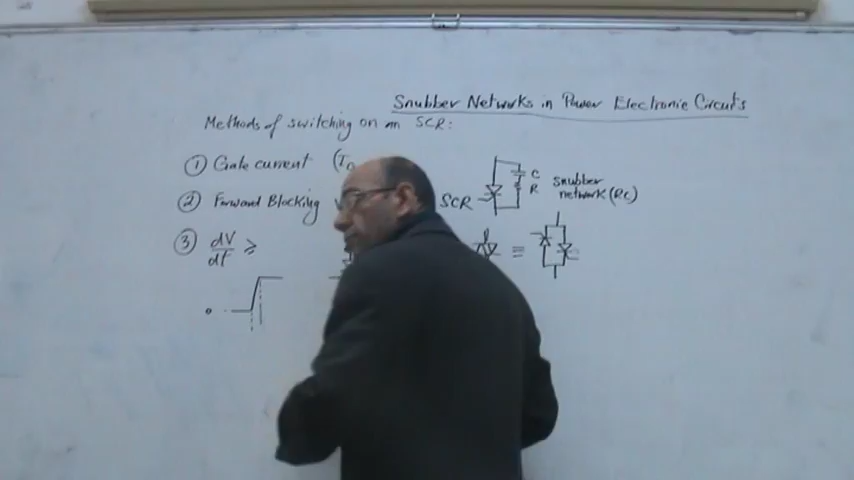 Snubber Networks in Power Electronic Circuits
Methods of switching on an SCR:
① Gate current
② Forward Blocking
③ dV/dt ≥
0
SCR
C
R
snubber
network (RC)
=